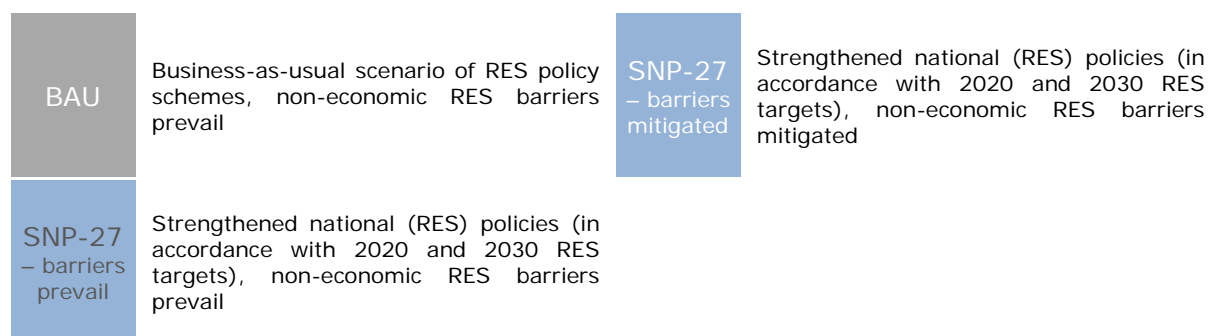 BAU
Business-as-usual scenario of RES policy
schemes, non-economic RES barriers
prevail
SNP-27
– barriers
mitigated
Strengthened national (RES) policies (in
accordance with 2020 and 2030 RES
targets), non-economic RES barriers
mitigated
SNP-27
– barriers
prevail
Strengthened national (RES) policies (in
accordance with 2020 and 2030 RES
targets), non-economic RES barriers
prevail